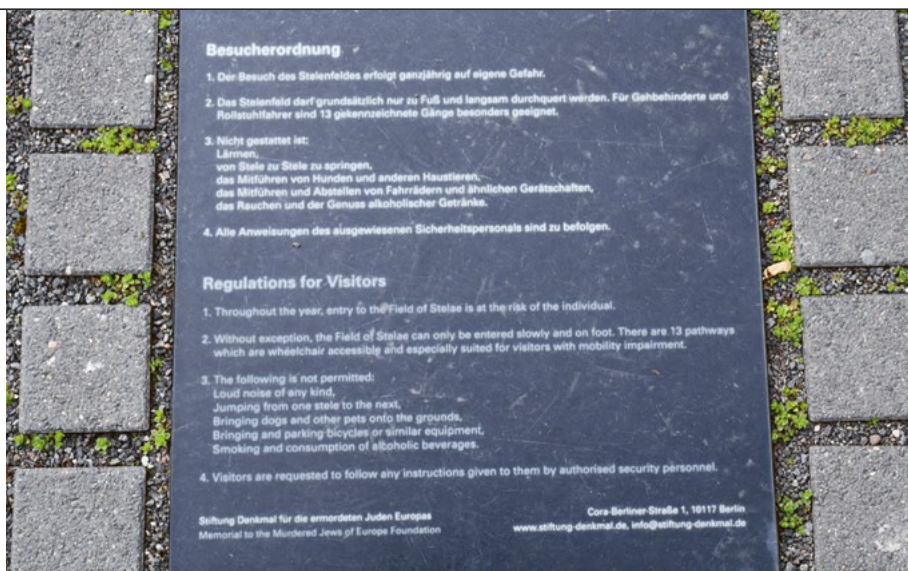 Besucherordnung
1. Der Besuch des Stelenfeldes erfolgt ganzjährig auf eigene Gefahr.
2. Das Stelenfeld darf grundsätzlich nur zu Fuß und langsam durchquert werden. Für Gehbehinderte und
Rollstuhlfahrer sind 13 gekennzeichnete Gänge besonders geeignet.
3. Nicht gestattet ist:
Lärmen,
von Stele zu Stele zu springen,
das Mitführen von Hunden und anderen Haustieren,
das Mitführen und Abstellen von Fahrrädern und ähnlichen Gerätschaften,
das Rauchen und der Genuss alkoholischer Getränke.
4. Alle Anweisungen des ausgewiesenen Sicherheitspersonals sind zu befolgen.
Regulations for Visitors
1. Throughout the year, entry to the Field of Stelae is at the risk of the individual.
2. Without exception, the Field of Stelae can only be entered slowly and on foot. There are 13 pathways
which are wheelchair accessible and especially suited for visitors with mobility impairment.
3. The following is not permitted:
Loud noise of any kind,
Jumping from one stele to the next,
Bringing dogs and other pets onto the grounds,
Bringing and parking bicycles or similar equipment,
Smoking and consumption of alcoholic beverages.
4. Visitors are requested to follow any instructions given to them by authorised security personnel.
Stiftung Denkmal für die ermordeten Juden Europas
Memorial to the Murdered Jews of Europe Foundation
Cora-Berliner-Straße 1, 10117 Berlin
www.stiftung-denkmal.de, info@stiftung-denkmal.de